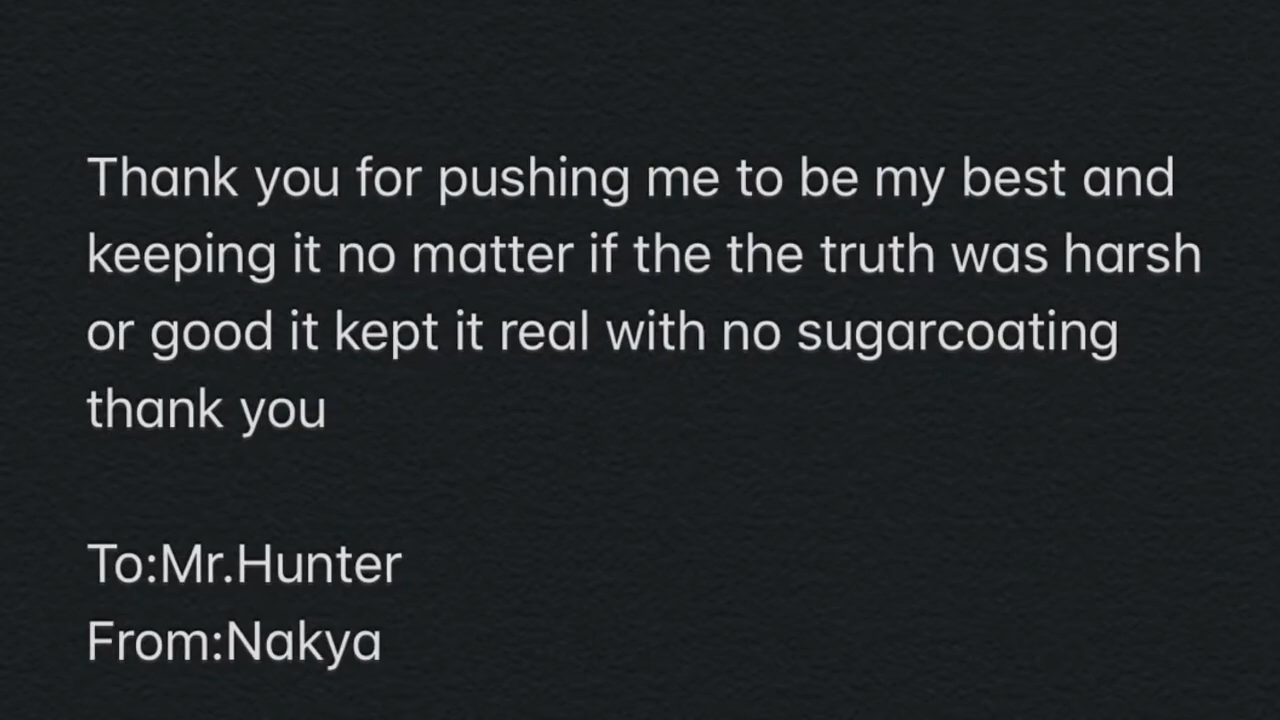 Thank you for pushing me to be my best and
keeping it no matter if the the truth was harsh
or good it kept it real with no sugarcoating
thank you
To:Mr.Hunter
From:Nakya